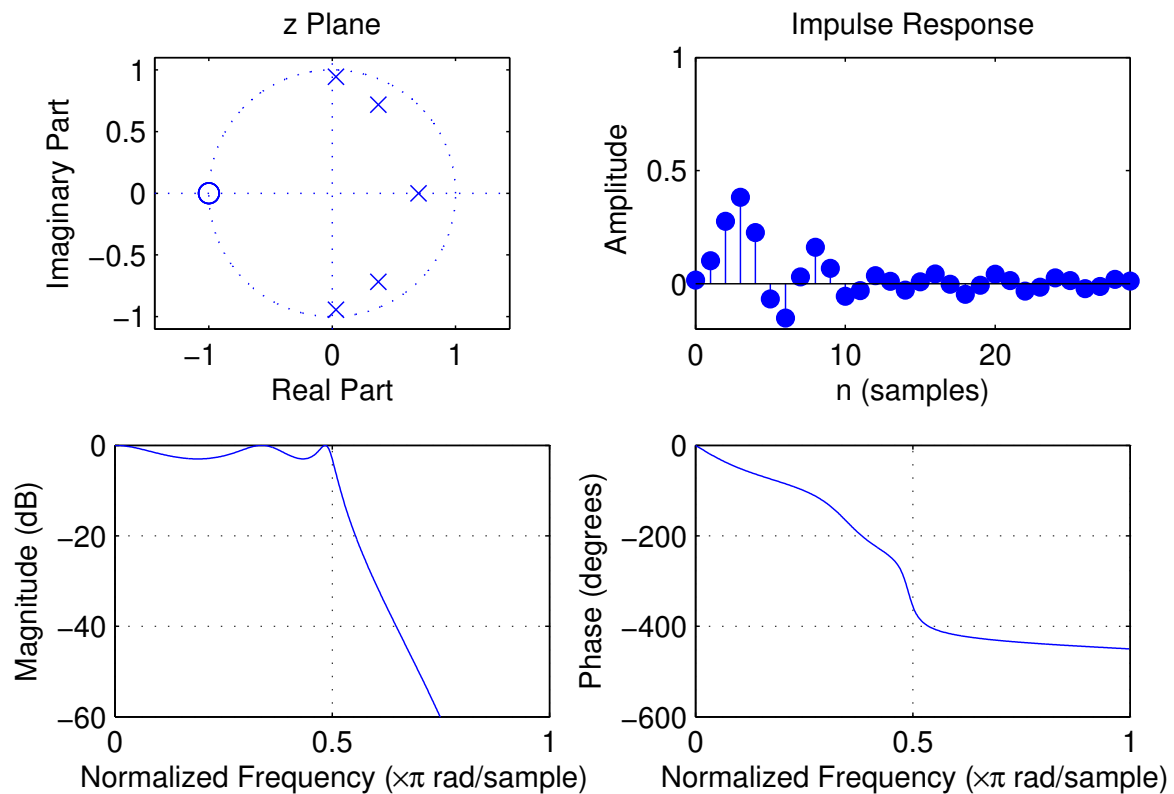 z Plane
Imaginary Part
1
0.5
0
−0.5
−1
−1 0 1
Real Part
Impulse Response
Amplitude
1
0.5
0
0 10 20
n (samples)
Magnitude (dB)
0
−20
−40
−60
0 0.5 1
Normalized Frequency (×π rad/sample)
Phase (degrees)
0
−200
−400
−600
0 0.5 1
Normalized Frequency (×π rad/sample)